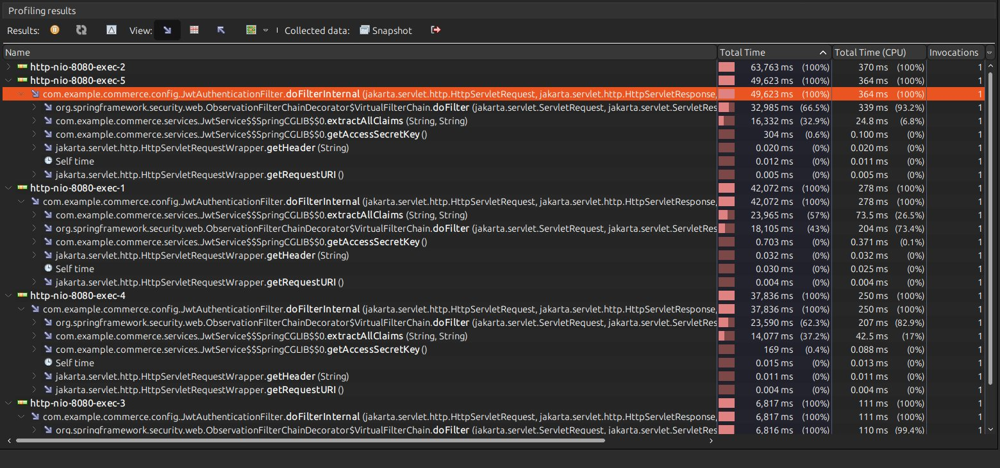 Profiling results
Results: View: Collected data: Snapshot
Name Total Time Total Time (CPU) Invocations
http-nio-8080-exec-2 63,763 ms (100%) 370 ms (100%) 1
http-nio-8080-exec-5 49,623 ms (100%) 364 ms (100%) 1
com.example.commerce.config.JwtAuthenticationFilter.doFilterInternal (jakarta.servlet.http.HttpServletRequest, jakarta.servlet.http.HttpServletResponse, 49,623 ms (100%) 364 ms (100%) 1
org.springframework.security.web.ObservationFilterChainDecorator$VirtualFilterChain.doFilter (jakarta.servlet.ServletRequest, jakarta.servlet.ServletRes 32,985 ms (66.5%) 339 ms (93.2%) 1
com.example.commerce.services.JwtService$$SpringCGLIB$$0.extractAllClaims (String, String) 16,332 ms (32.9%) 24.8 ms (6.8%) 1
com.example.commerce.services.JwtService$$SpringCGLIB$$0.getAccessSecretKey () 304 ms (0.6%) 0.100 ms (0%) 1
jakarta.servlet.http.HttpServletRequestWrapper.getHeader (String) 0.020 ms (0%) 0.020 ms (0%) 1
Self time 0.012 ms (0%) 0.011 ms (0%) 1
jakarta.servlet.http.HttpServletRequestWrapper.getRequestURI () 0.005 ms (0%) 0.005 ms (0%) 1
http-nio-8080-exec-1 42,072 ms (100%) 278 ms (100%) 1
com.example.commerce.config.JwtAuthenticationFilter.doFilterInternal (jakarta.servlet.http.HttpServletRequest, jakarta.servlet.http.HttpServletResponse, 42,072 ms (100%) 278 ms (100%) 1
com.example.commerce.services.JwtService$$SpringCGLIB$$0.extractAllClaims (String, String) 23,965 ms (57%) 73.5 ms (26.5%) 1
org.springframework.security.web.ObservationFilterChainDecorator$VirtualFilterChain.doFilter (jakarta.servlet.ServletRequest, jakarta.servlet.ServletRes 18,105 ms (43%) 204 ms (73.4%) 1
com.example.commerce.services.JwtService$$SpringCGLIB$$0.getAccessSecretKey () 0.703 ms (0%) 0.371 ms (0.1%) 1
jakarta.servlet.http.HttpServletRequestWrapper.getHeader (String) 0.032 ms (0%) 0.032 ms (0%) 1
Self time 0.030 ms (0%) 0.025 ms (0%) 1
jakarta.servlet.http.HttpServletRequestWrapper.getRequestURI () 0.004 ms (0%) 0.004 ms (0%) 1
http-nio-8080-exec-4 37,836 ms (100%) 250 ms (100%) 1
com.example.commerce.config.JwtAuthenticationFilter.doFilterInternal (jakarta.servlet.http.HttpServletRequest, jakarta.servlet.http.HttpServletResponse, 37,836 ms (100%) 250 ms (100%) 1
org.springframework.security.web.ObservationFilterChainDecorator$VirtualFilterChain.doFilter (jakarta.servlet.ServletRequest, jakarta.servlet.ServletRes 23,590 ms (62.3%) 207 ms (82.9%) 1
com.example.commerce.services.JwtService$$SpringCGLIB$$0.extractAllClaims (String, String) 14,077 ms (37.2%) 42.5 ms (17%) 1
com.example.commerce.services.JwtService$$SpringCGLIB$$0.getAccessSecretKey () 169 ms (0.4%) 0.088 ms (0%) 1
Self time 0.015 ms (0%) 0.013 ms (0%) 1
jakarta.servlet.http.HttpServletRequestWrapper.getHeader (String) 0.011 ms (0%) 0.011 ms (0%) 1
jakarta.servlet.http.HttpServletRequestWrapper.getRequestURI () 0.004 ms (0%) 0.004 ms (0%) 1
http-nio-8080-exec-3 6,817 ms (100%) 111 ms (100%) 1
com.example.commerce.config.JwtAuthenticationFilter.doFilterInternal (jakarta.servlet.http.HttpServletRequest, jakarta.servlet.http.HttpServletResponse, 6,817 ms (100%) 111 ms (100%) 1
org.springframework.security.web.ObservationFilterChainDecorator$VirtualFilterChain.doFilter (jakarta.servlet.ServletRequest, jakarta.servlet.ServletRes 6,816 ms (100%) 110 ms (99.4%) 1